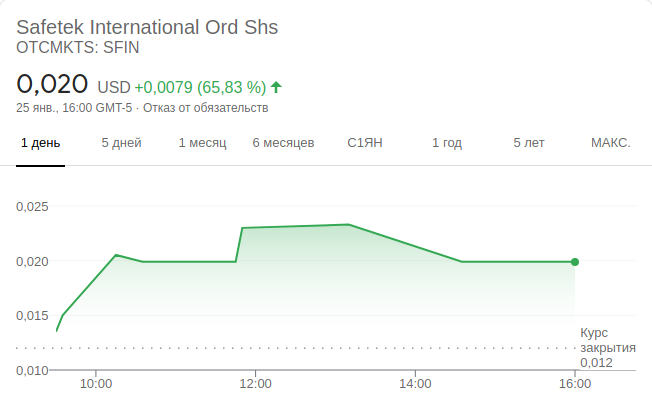 Safetek International Ord Shs
OTCMKTS: SFIN
0,020 USD +0,0079 (65,83 %)
25 янв., 16:00 GMT-5 · Отказ от обязательств
1 день 5 дней 1 месяц 6 месяцев С1ЯН 1 год 5 лет МАКС.
0,025
0,020
0,015
Курс
закрытия
0,012
0,010
10:00 12:00 14:00 16:00